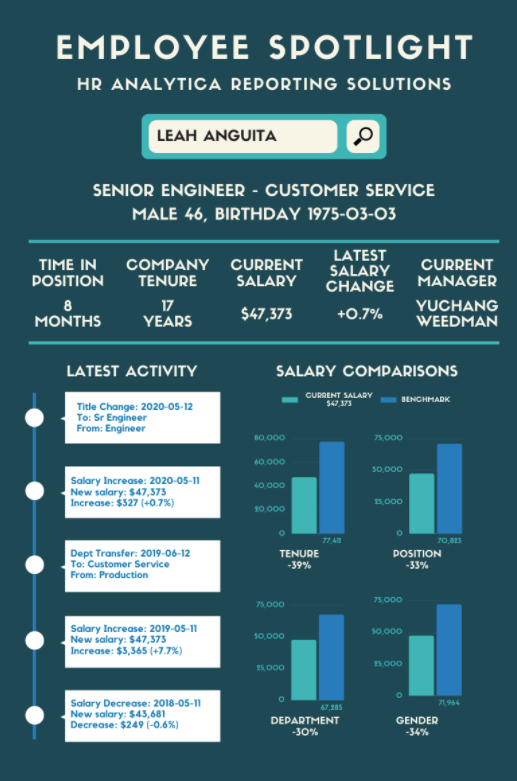 EMPLOYEE SPOTLIGHT
HR ANALYTICA REPORTING SOLUTIONS
LEAH ANGUITA
SENIOR ENGINEER - CUSTOMER SERVICE
MALE 46, BIRTHDAY 1975-03-03
TIME IN
POSITION
8
MONTHS
COMPANY
TENURE
17
YEARS
CURRENT
SALARY
$47,373
LATEST
SALARY
CHANGE
+0.7%
CURRENT
MANAGER
YUCHANG
WEEDMAN
LATEST ACTIVITY
Title Change: 2020-05-12
To: Sr Engineer
From: Engineer
Salary Increase: 2020-05-11
New salary: $47,373
Increase: $327 (+0.7%)
Dept Transfer: 2019-06-12
To: Customer Service
From: Production
Salary Increase: 2019-05-11
New salary: $47,373
Increase: $3,365 (+7.7%)
Salary Decrease: 2018-05-11
New salary: $43,681
Decrease: $249 (-0.6%)
SALARY COMPARISONS
CURRENT SALARY
$47,373
BENCHMARK
80,000
60,000
40,000
20,000
0
77,411
TENURE
-39%
75,000
50,000
25,000
0
70,823
POSITION
-33%
75,000
50,000
25,000
0
67,285
DEPARTMENT
-30%
75,000
50,000
25,000
0
71,964
GENDER
-34%